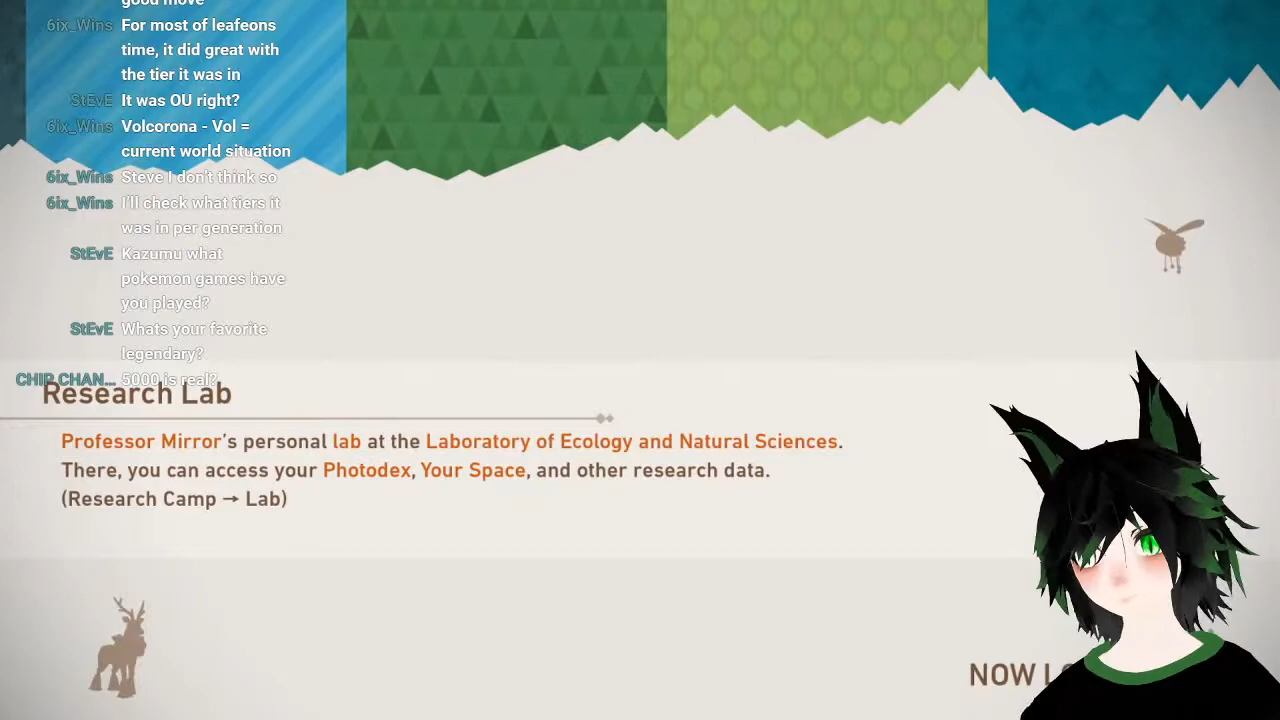 good move
6ix_Wins For most of leafeons
time, it did great with
the tier it was in
StEvE It was OU right?
6ix_Wins Volcorona - Vol =
current world situation
6ix_Wins Steve I don't think so
6ix_Wins I'll check what tiers it
was in per generation
StEvE Kazumu what
pokemon games have
you played?
StEvE Whats your favorite
legendary?
CHIP CHAN... 5000 is real?
Research Lab
Professor Mirror's personal lab at the Laboratory of Ecology and Natural Sciences.
There, you can access your Photodex, Your Space, and other research data.
(Research Camp → Lab)
NOW